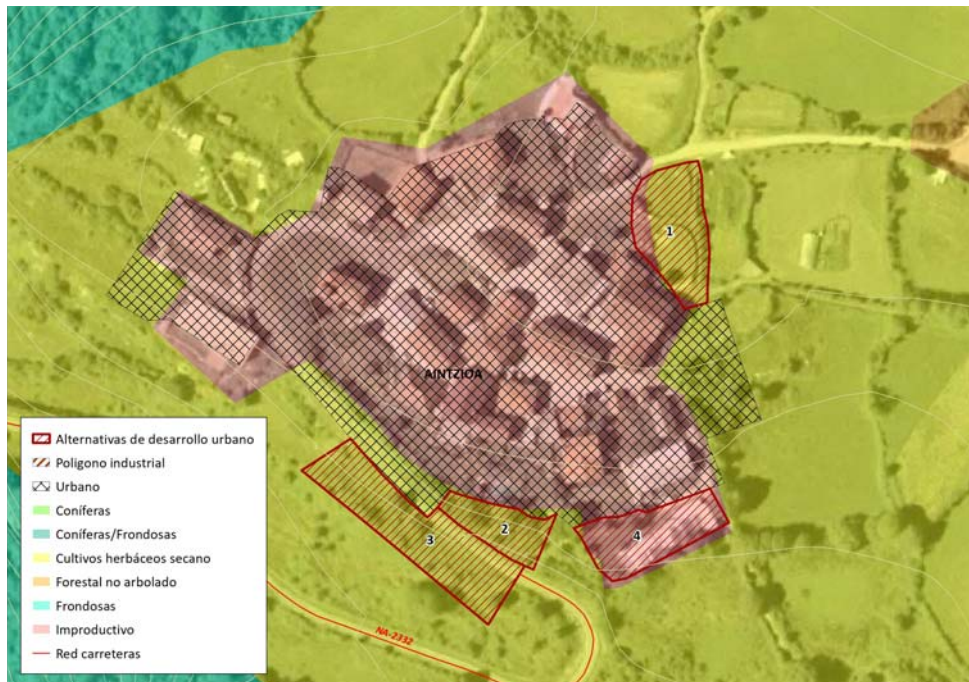 1
AINTZIOA
2
3
4
NA-2332
Alternativas de desarrollo urbano
Poligono industrial
Urbano
Coníferas
Coníferas/Frondosas
Cultivos herbáceos secano
Forestal no arbolado
Frondosas
Improductivo
Red carreteras